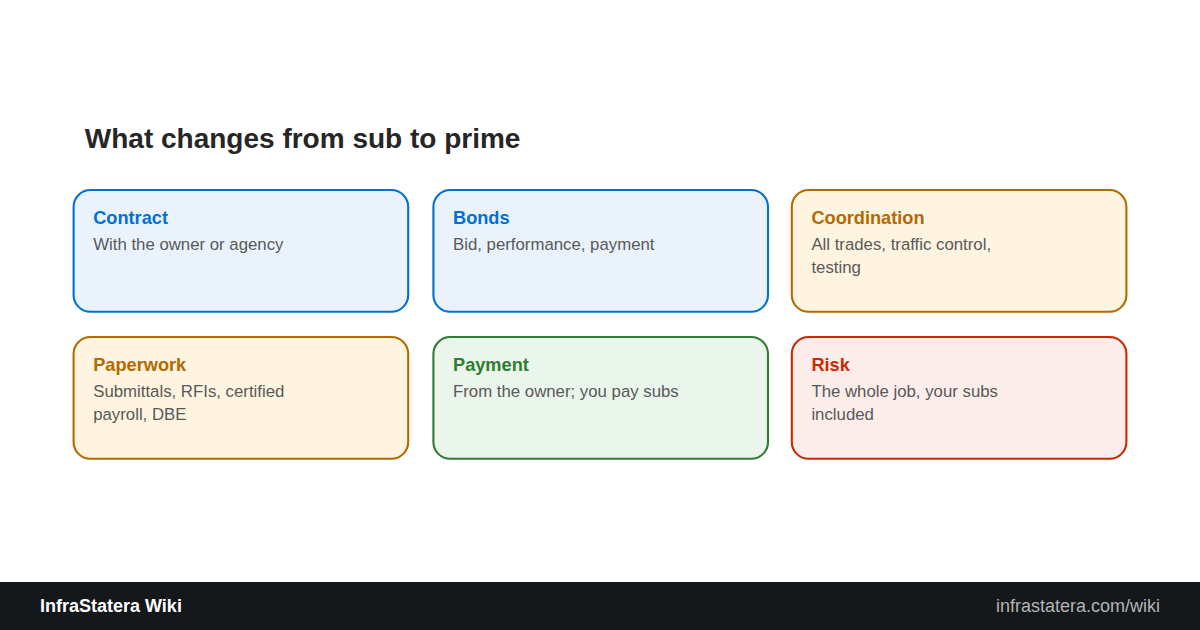 What changes from sub to prime
Contract
With the owner or agency
Bonds
Bid, performance, payment
Coordination
All trades, traffic control,
testing
Paperwork
Submittals, RFIs, certified
payroll, DBE
Payment
From the owner; you pay subs
Risk
The whole job, your subs
included
InfraStatera Wiki
infrastatera.com/wiki